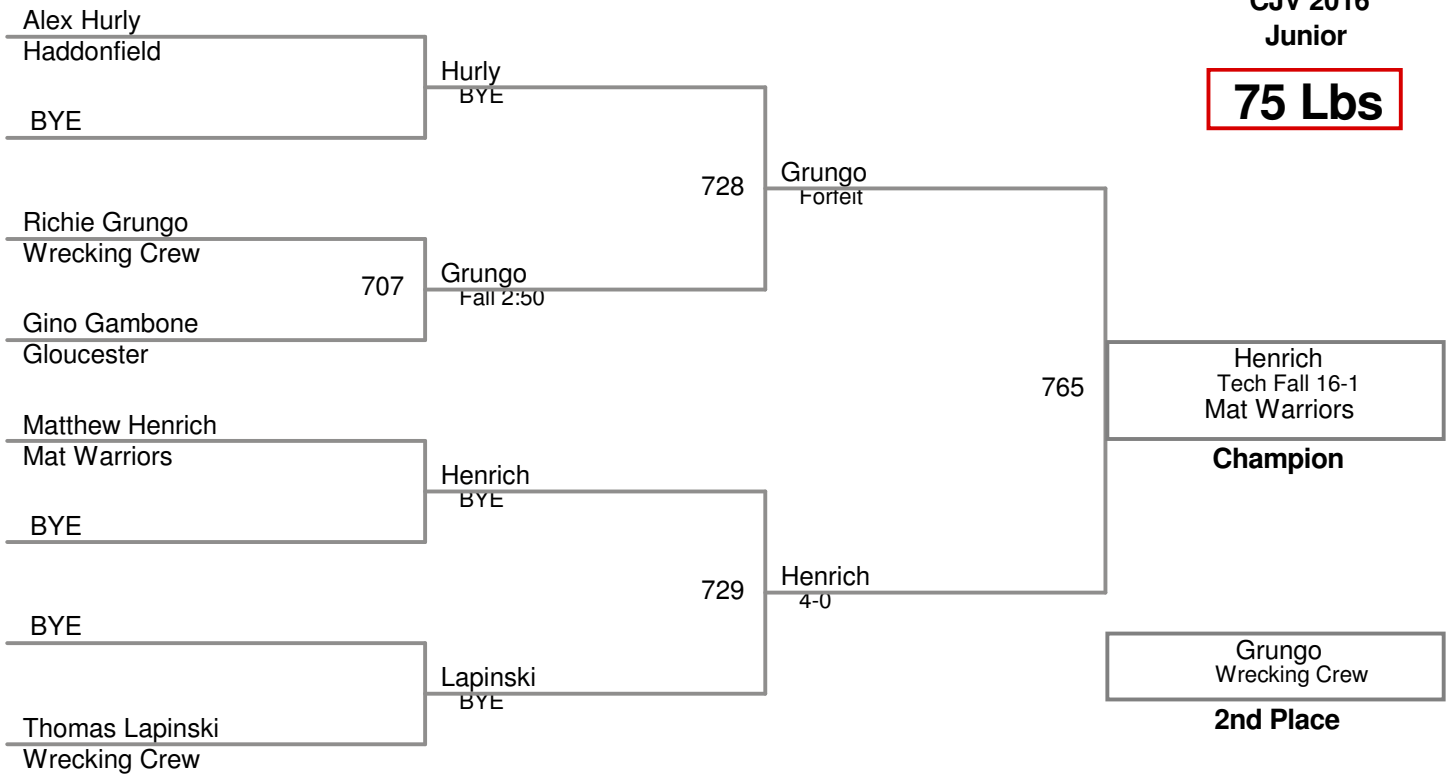 CJV 2016
Junior
75 Lbs
Alex Hurly
Haddonfield
BYE
Richie Grungo
Wrecking Crew
707
Gino Gambone
Gloucester
Matthew Henrich
Mat Warriors
BYE
BYE
Thomas Lapinski
Wrecking Crew
Hurly
BYE
728
Grungo
Fall 2:50
Henrich
BYE
729
Lapinski
BYE
Grungo
Forfeit
765
Henrich
4-0
Henrich
Tech Fall 16-1
Mat Warriors
Champion
Grungo
Wrecking Crew
2nd Place